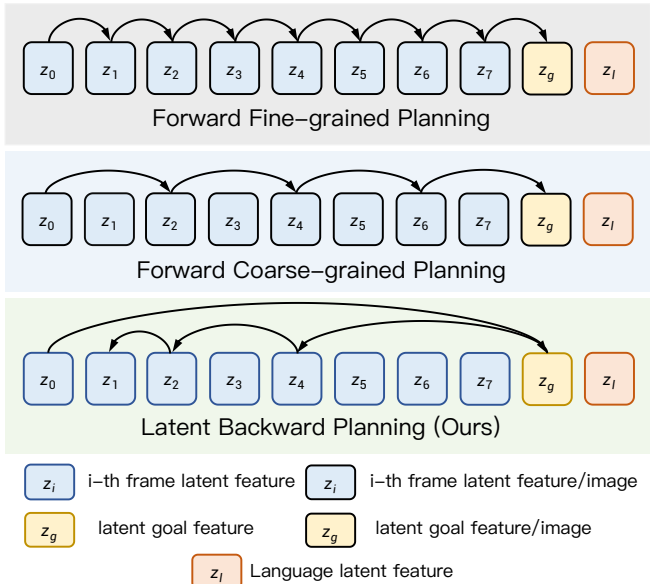 z0 z1 z2 z3 z4 z5 z6 z7 zg zl
Forward Fine-grained Planning
z0 z1 z2 z3 z4 z5 z6 z7 zg zl
Forward Coarse-grained Planning
z0 z1 z2 z3 z4 z5 z6 z7 zg zl
Latent Backward Planning (Ours)
zi i-th frame latent feature zi i-th frame latent feature/image
zg latent goal feature zg latent goal feature/image
zl Language latent feature